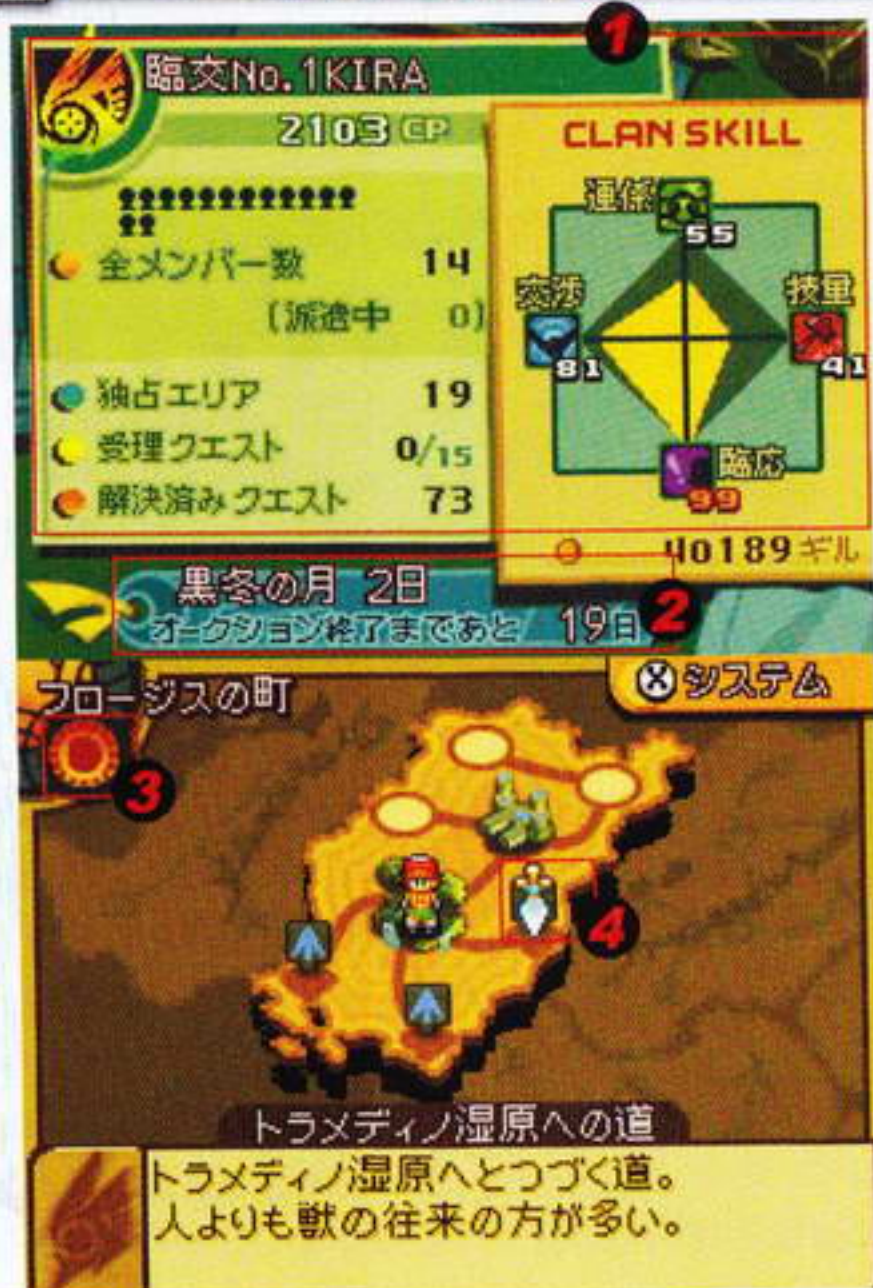 1
臨交No.1KIRA
2103 CP
CLAN SKILL
連係
55
全メンバー数 14
(派遣中 0)
交渉
81
技量
41
独占エリア 19
受理クエスト 0/15
解決済みクエスト 73
臨応
99
40189 ギル
黒冬の月 2日
オークション終了まであと 19日
2
フロージスの町
Xシステム
3
4
トラメディノ湿原への道
トラメディノ湿原へとつづく道。
人よりも獣の往来の方が多い。